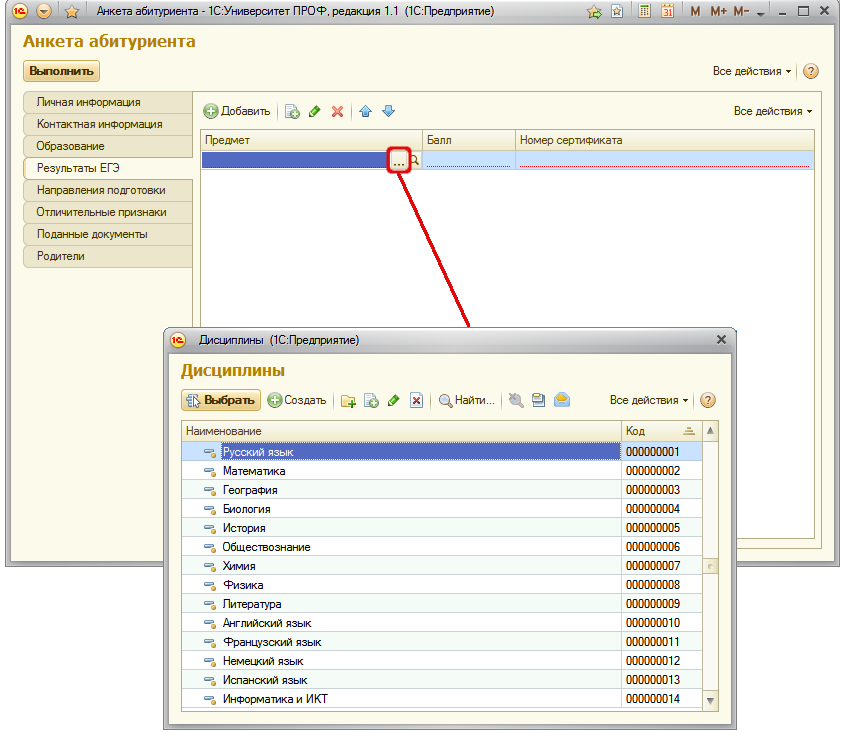 Анкета абитуриента - 1С:Университет ПРОФ, редакция 1.1 (1С:Предприятие) M M+ M-
Анкета абитуриента
Выполнить Все действия ?
Личная информация
Контактная информация
Образование
Результаты ЕГЭ
Направления подготовки
Отличительные признаки
Поданные документы
Родители
Добавить Все действия
Предмет Балл Номер сертификата
...
Дисциплины (1С:Предприятие)
Дисциплины
Выбрать Создать Найти... Все действия ?
Наименование Код
Русский язык 000000001
Математика 000000002
География 000000003
Биология 000000004
История 000000005
Обществознание 000000006
Химия 000000007
Физика 000000008
Литература 000000009
Английский язык 000000010
Французский язык 000000011
Немецкий язык 000000012
Испанский язык 000000013
Информатика и ИКТ 000000014